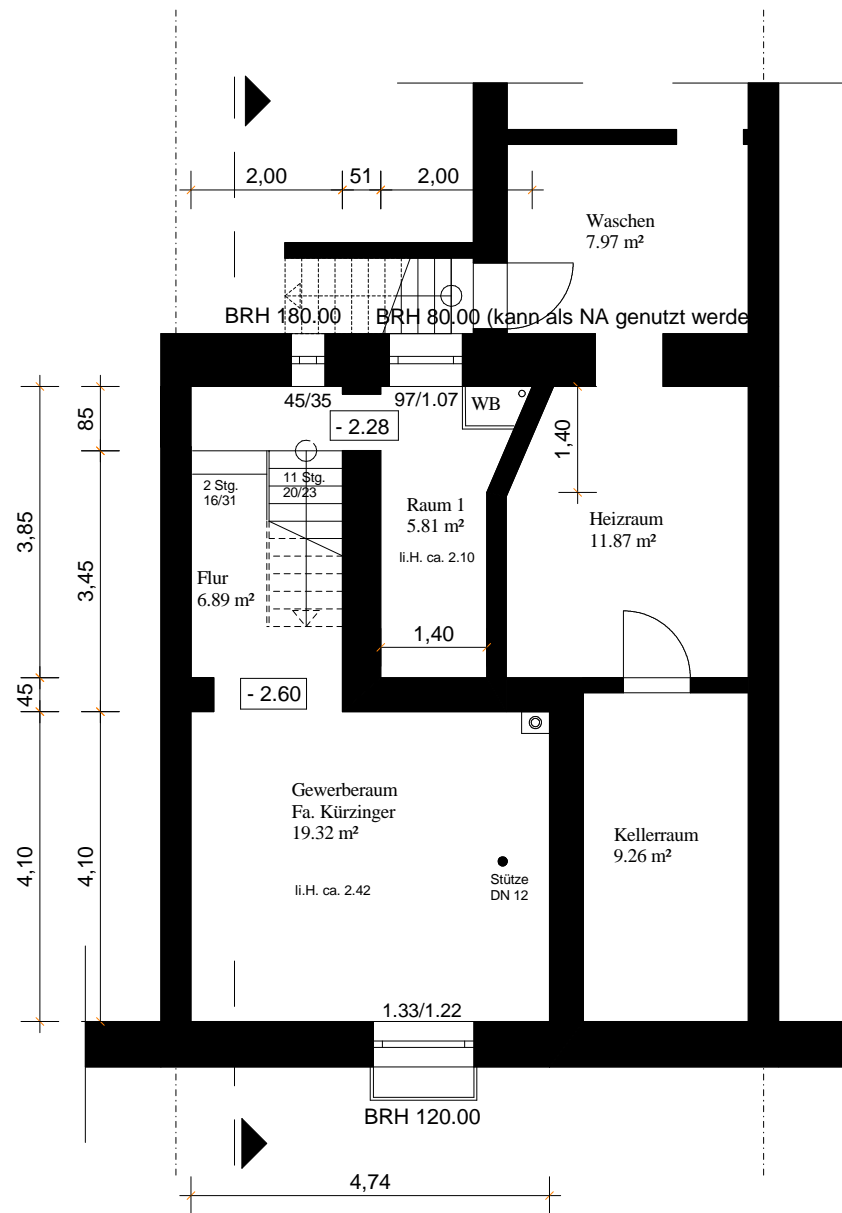 2,00
51
2,00
Waschen
7.97 m²
BRH 180.00
BRH 80.00 (kann als NA genutzt werde
45/35
97/1.07
WB
- 2.28
85
1,40
2 Stg.
16/31
11 Stg.
20/23
Raum 1
5.81 m²
li.H. ca. 2.10
Heizraum
11.87 m²
3,85
3,45
Flur
6.89 m²
1,40
45
- 2.60
Gewerberaum
Fa. Kürzinger
19.32 m²
li.H. ca. 2.42
Stütze
DN 12
Kellerraum
9.26 m²
4,10
4,10
1.33/1.22
BRH 120.00
4,74